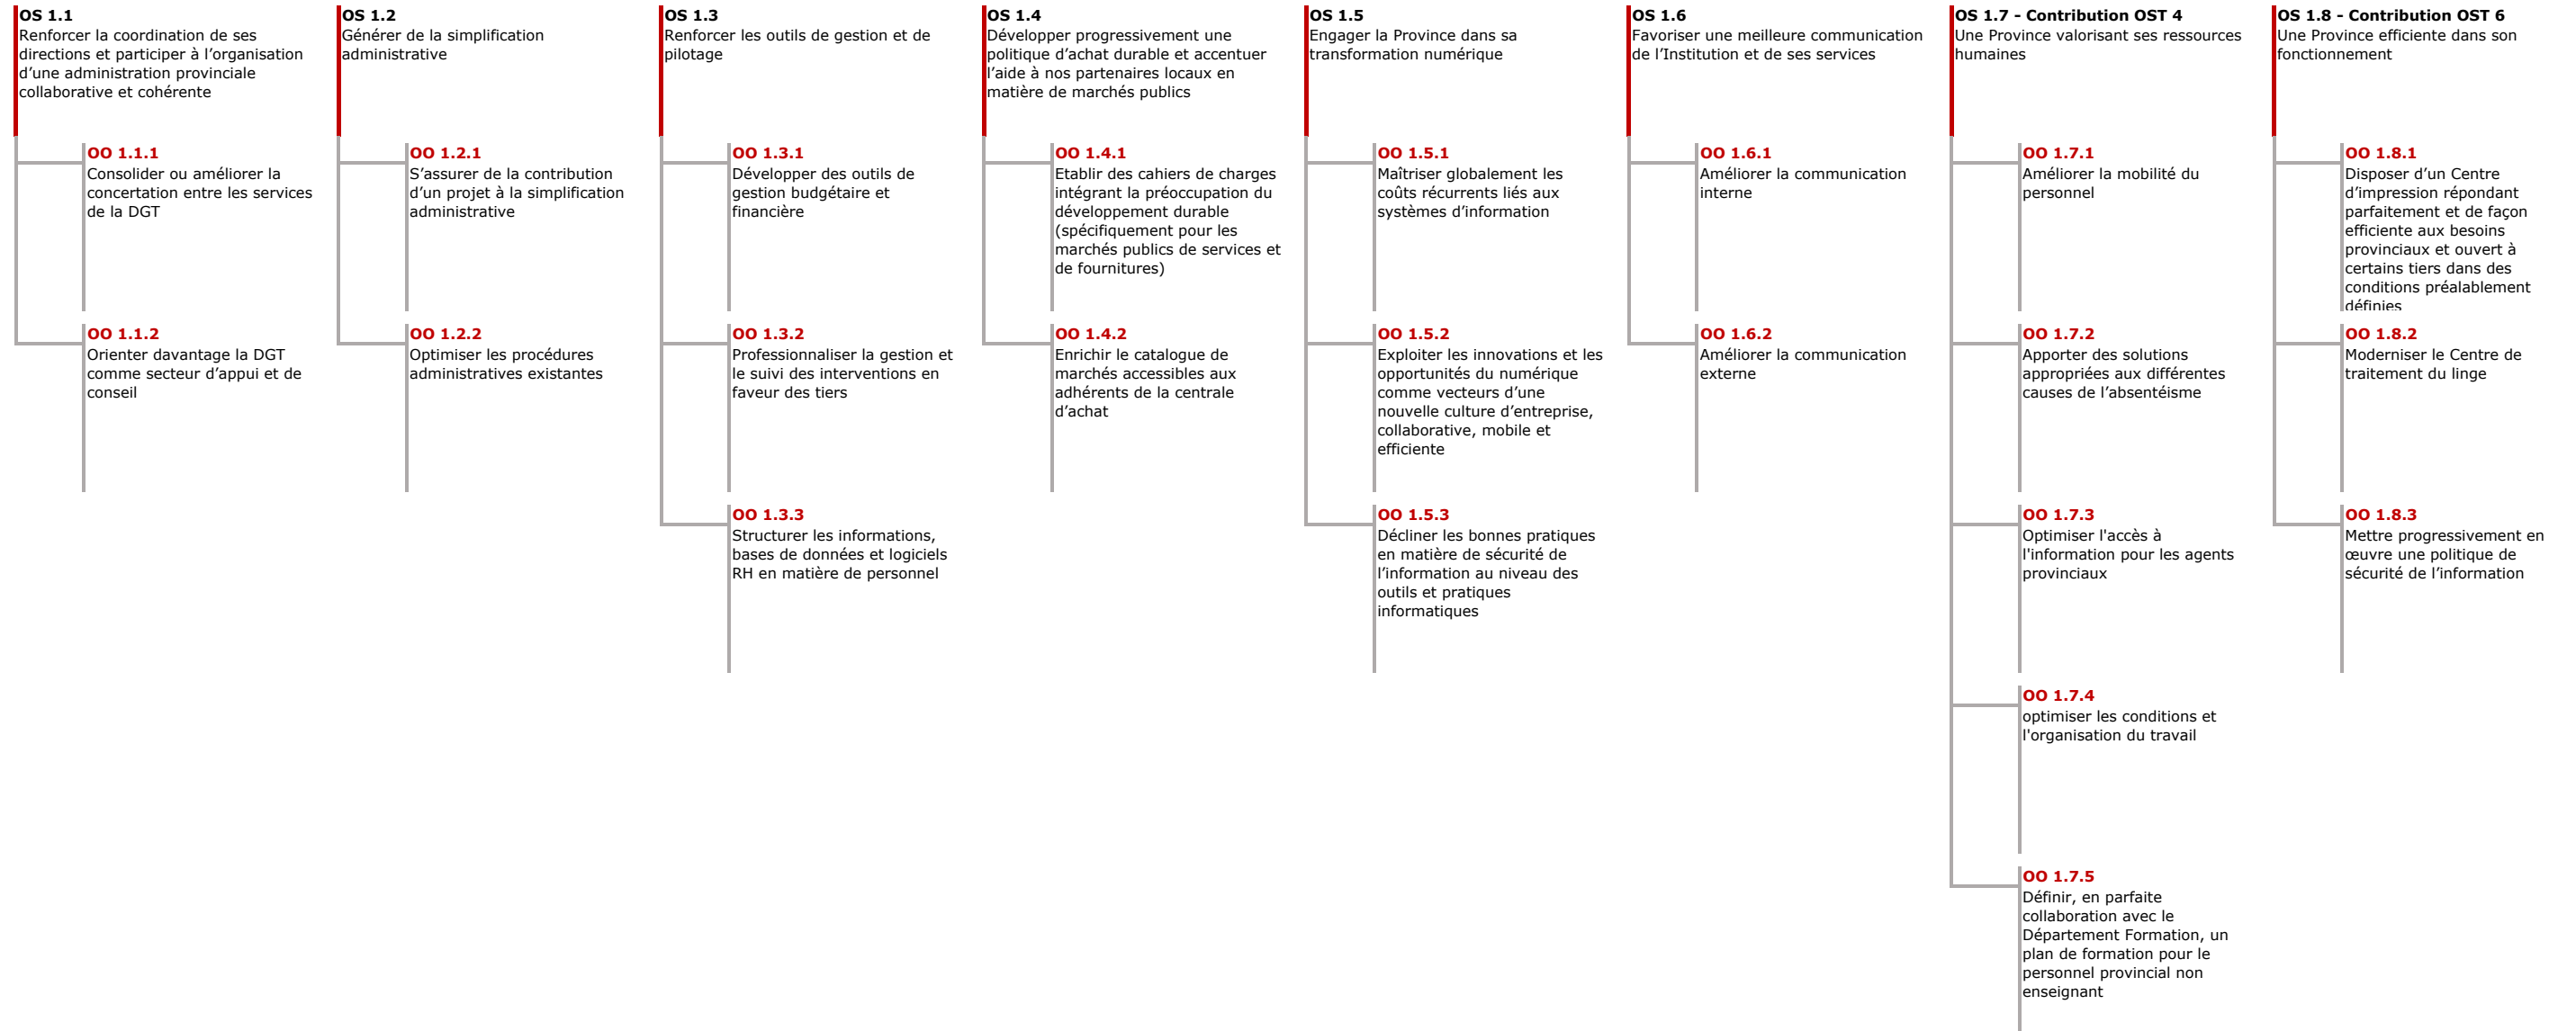 OS 1.1
Renforcer la coordination de ses
directions et participer à l’organisation
d’une administration provinciale
collaborative et cohérente
OO 1.1.1
Consolider ou améliorer la
concertation entre les services
de la DGT
OO 1.1.2
Orienter davantage la DGT
comme secteur d’appui et de
conseil
OS 1.2
Générer de la simplification
administrative
OO 1.2.1
S’assurer de la contribution
d’un projet à la simplification
administrative
OO 1.2.2
Optimiser les procédures
administratives existantes
OS 1.3
Renforcer les outils de gestion et de
pilotage
OO 1.3.1
Développer des outils de
gestion budgétaire et
financière
OO 1.3.2
Professionnaliser la gestion et
le suivi des interventions en
faveur des tiers
OO 1.3.3
Structurer les informations,
bases de données et logiciels
RH en matière de personnel
OS 1.4
Développer progressivement une
politique d’achat durable et accentuer
l’aide à nos partenaires locaux en
matière de marchés publics
OO 1.4.1
Etablir des cahiers de charges
intégrant la préoccupation du
développement durable
(spécifiquement pour les
marchés publics de services et
de fournitures)
OO 1.4.2
Enrichir le catalogue de
marchés accessibles aux
adhérents de la centrale
d’achat
OS 1.5
Engager la Province dans sa
transformation numérique
OO 1.5.1
Maîtriser globalement les
coûts récurrents liés aux
systèmes d’information
OO 1.5.2
Exploiter les innovations et les
opportunités du numérique
comme vecteurs d’une
nouvelle culture d’entreprise,
collaborative, mobile et
efficiente
OO 1.5.3
Décliner les bonnes pratiques
en matière de sécurité de
l’information au niveau des
outils et pratiques
informatiques
OS 1.6
Favoriser une meilleure communication
de l’Institution et de ses services
OO 1.6.1
Améliorer la communication
interne
OO 1.6.2
Améliorer la communication
externe
OS 1.7 - Contribution OST 4
Une Province valorisant ses ressources
humaines
OO 1.7.1
Améliorer la mobilité du
personnel
OO 1.7.2
Apporter des solutions
appropriées aux différentes
causes de l’absentéisme
OO 1.7.3
Optimiser l'accès à
l'information pour les agents
provinciaux
OO 1.7.4
optimiser les conditions et
l'organisation du travail
OO 1.7.5
Définir, en parfaite
collaboration avec le
Département Formation, un
plan de formation pour le
personnel provincial non
enseignant
OS 1.8 - Contribution OST 6
Une Province efficiente dans son
fonctionnement
OO 1.8.1
Disposer d’un Centre
d’impression répondant
parfaitement et de façon
efficiente aux besoins
provinciaux et ouvert à
certains tiers dans des
conditions préalablement
définies
OO 1.8.2
Moderniser le Centre de
traitement du linge
OO 1.8.3
Mettre progressivement en
œuvre une politique de
sécurité de l’information